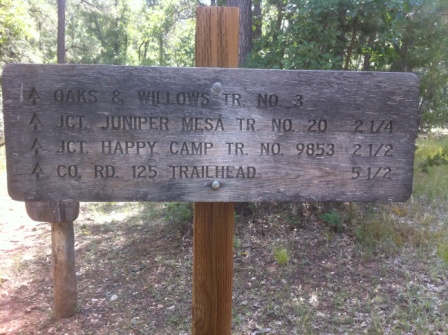 OAKS & WILLOWS TR. NO. 3
JCT. JUNIPER MESA TR. NO. 20 2 1/4
JCT. HAPPY CAMP TR. NO. 9853 2 1/2
CO. RD. 125 TRAILHEAD 5 1/2